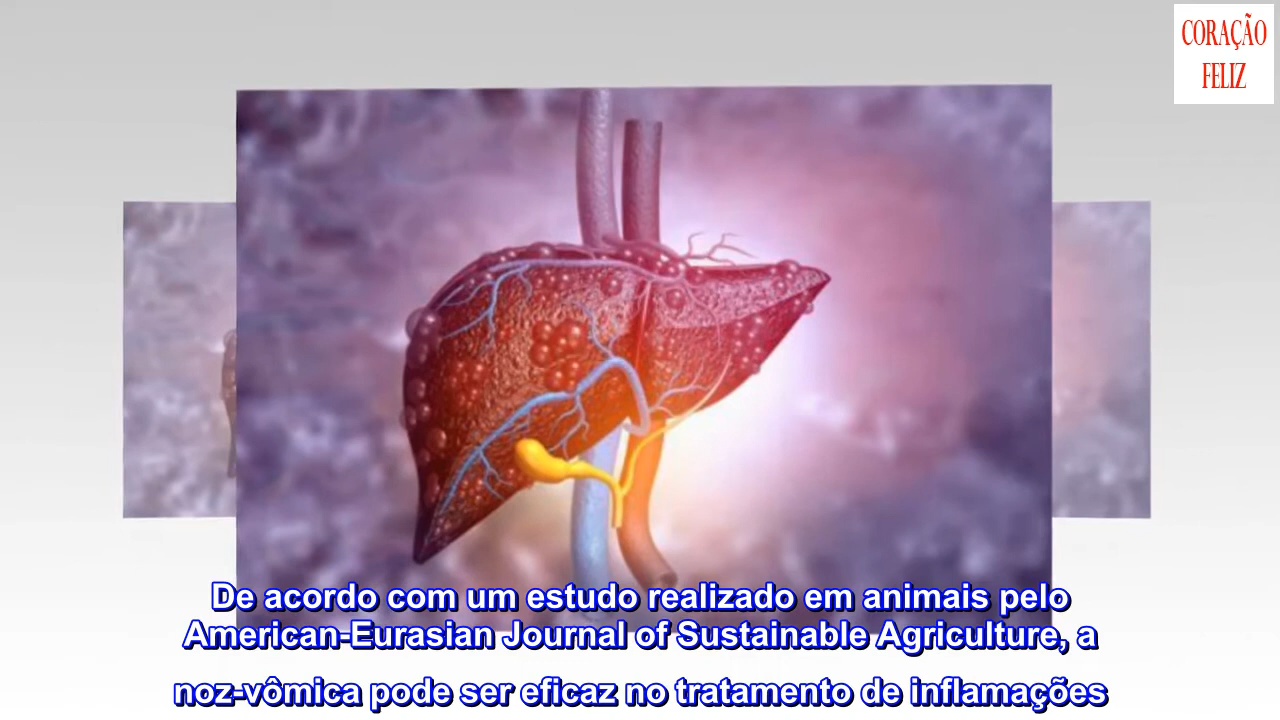 CORAÇÃO
FELIZ
De acordo com um estudo realizado em animais pelo
American-Eurasian Journal of Sustainable Agriculture, a
noz-vômica pode ser eficaz no tratamento de inflamações